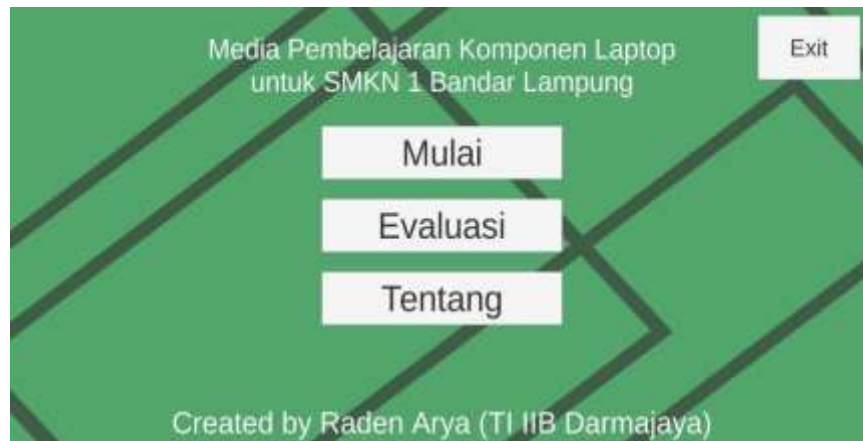 Media Pembelajaran Komponen Laptop
untuk SMKN 1 Bandar Lampung
Exit
Mulai
Evaluasi
Tentang
Created by Raden Arya (TI IIB Darmajaya)